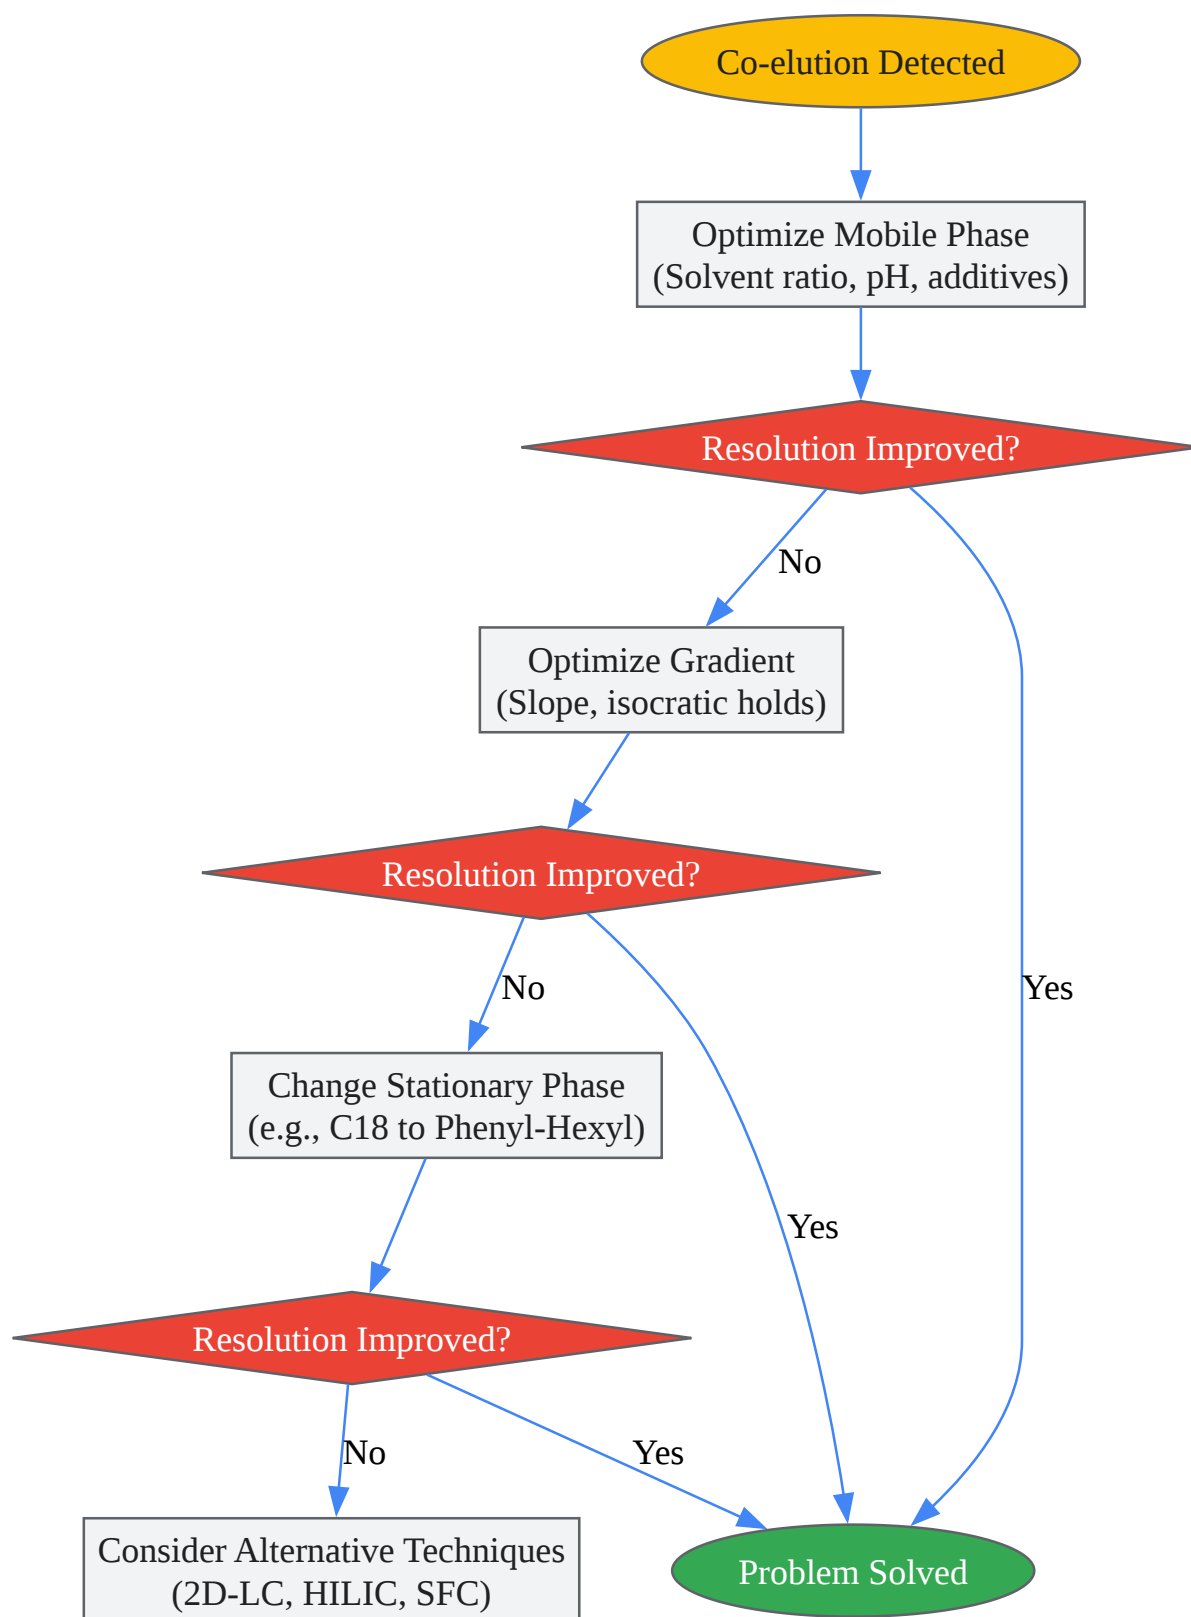 Co-elution Detected
Optimize Mobile Phase
(Solvent ratio, pH, additives)
Resolution Improved?
No
Optimize Gradient
(Slope, isocratic holds)
Resolution Improved?
No
Yes
Change Stationary Phase
(e.g., C18 to Phenyl-Hexyl)
Yes
Resolution Improved?
No
Yes
Consider Alternative Techniques
(2D-LC, HILIC, SFC)
Problem Solved